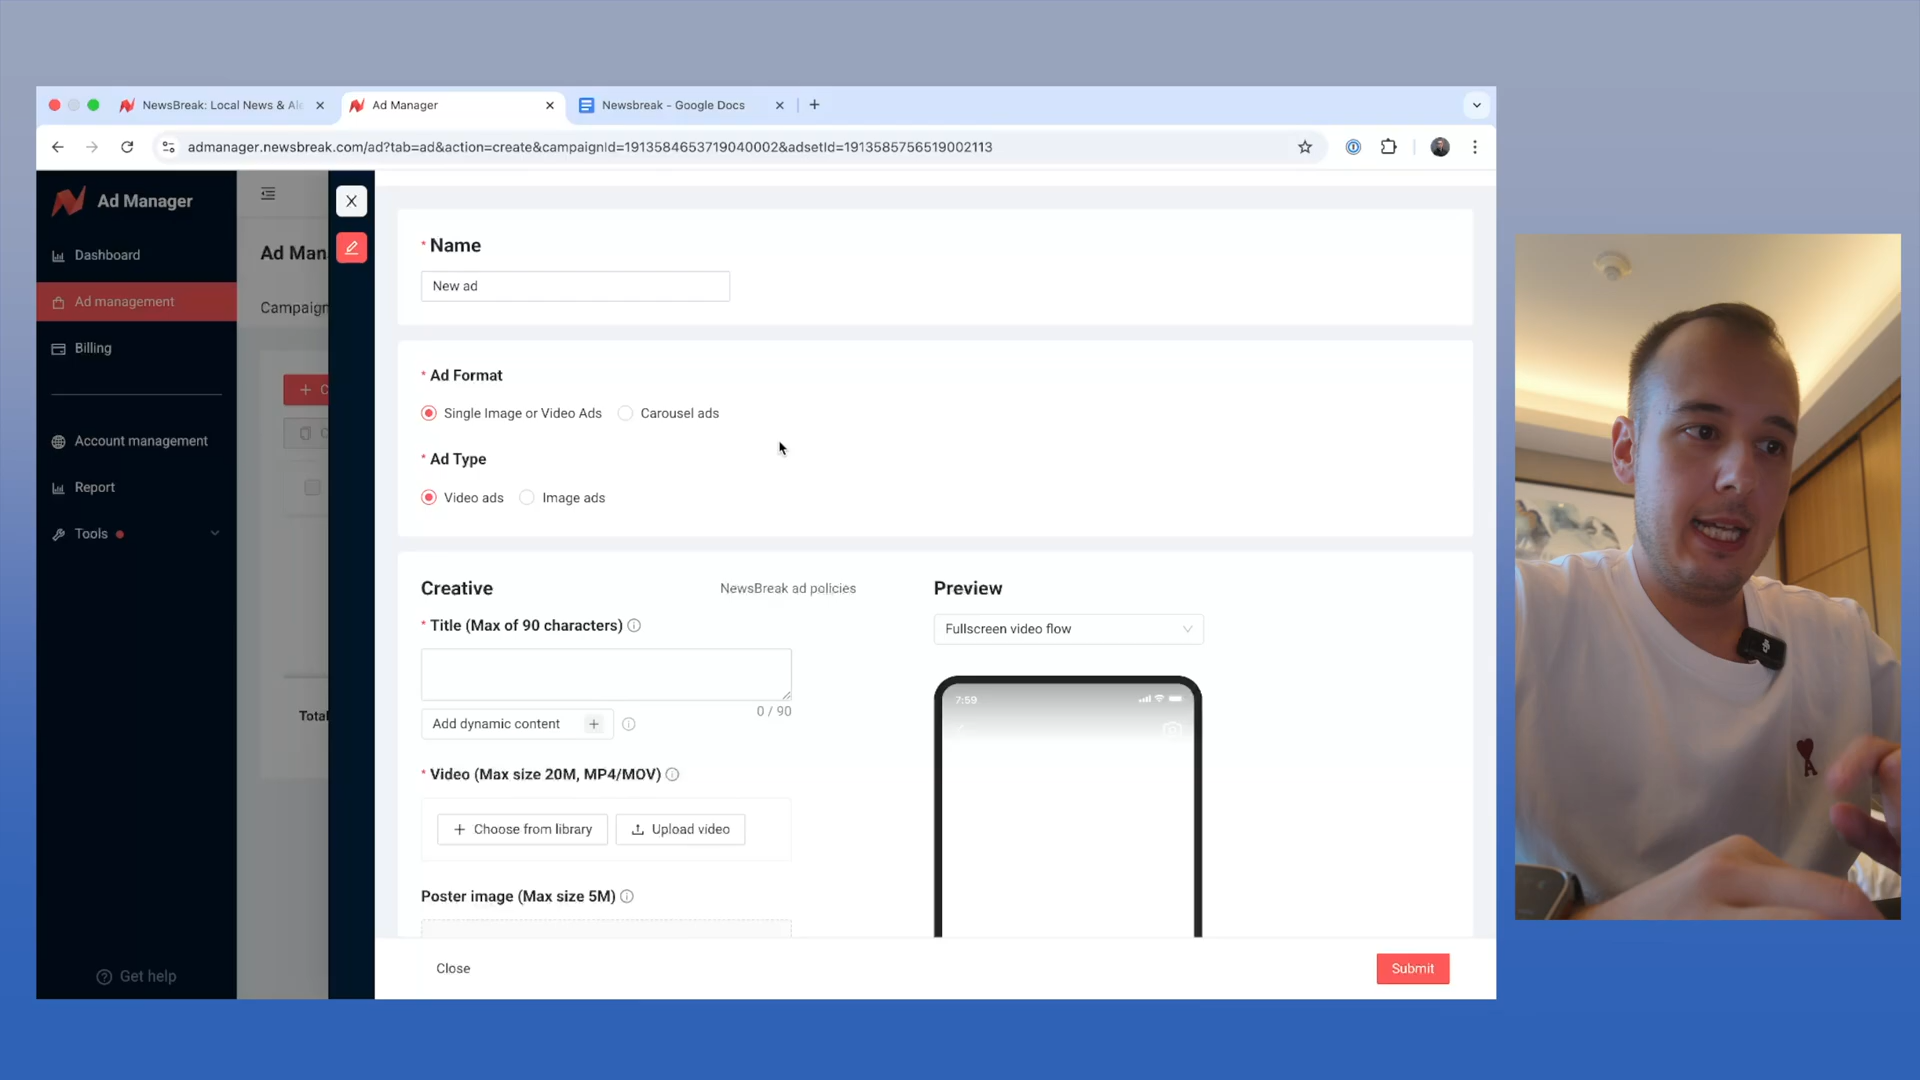 NewsBreak: Local News & Ale
Ad Manager
Newsbreak - Google Docs
admanager.newsbreak.com/ad?tab=ad&action=create&campaignId=1913584653719040002&adsetId=1913585756519002113
Ad Manager
Dashboard
Ad management
Billing
Account management
Report
Tools
Get help
Ad Man
Campaign
+ C
C
Total
* Name
New ad
* Ad Format
Single Image or Video Ads
Carousel ads
* Ad Type
Video ads
Image ads
Creative
NewsBreak ad policies
* Title (Max of 90 characters)
0 / 90
Add dynamic content +
* Video (Max size 20M, MP4/MOV)
+ Choose from library
Upload video
Poster image (Max size 5M)
Preview
Fullscreen video flow
7:59
Close
Submit
A